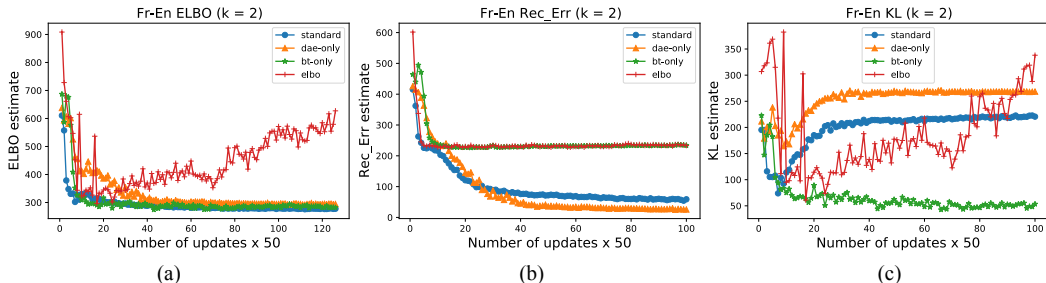 Fr-En ELBO (k = 2)
ELBO estimate
900
800
700
600
500
400
300
0
20
40
60
80
100
120
Number of updates x 50
standard
dae-only
bt-only
elbo
(a)
Fr-En Rec_Err (k = 2)
Rec_Err estimate
600
500
400
300
200
100
0
0
20
40
60
80
100
Number of updates x 50
standard
dae-only
bt-only
elbo
(b)
Fr-En KL (k = 2)
KL estimate
350
300
250
200
150
100
50
0
20
40
60
80
100
Number of updates x 50
standard
dae-only
bt-only
elbo
(c)